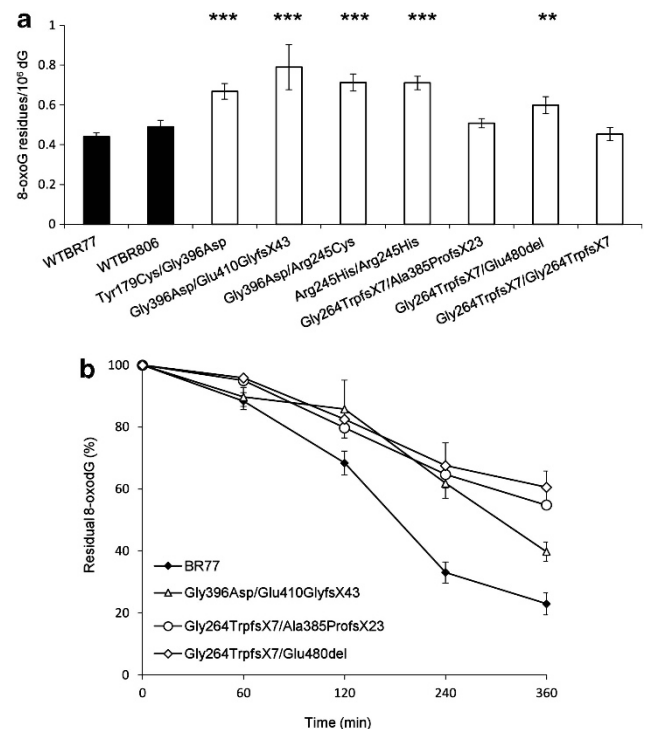 a
*** *** *** *** **
1
0.8
0.6
0.4
0.2
0
8-oxoG residues/10⁶ dG
WTBR77
WTBR806
Tyr179Cys/Gly396Asp
Gly396Asp/Glu410GlyfsX43
Gly396Asp/Arg245Cys
Arg245His/Arg245His
Gly264TrpfsX7/Ala385ProfsX23
Gly264TrpfsX7/Glu480del
Gly264TrpfsX7/Gly264TrpfsX7
b
100
80
60
40
20
0
Residual 8-oxodG (%)
BR77
Gly396Asp/Glu410GlyfsX43
Gly264TrpfsX7/Ala385ProfsX23
Gly264TrpfsX7/Glu480del
0 60 120 240 360
Time (min)